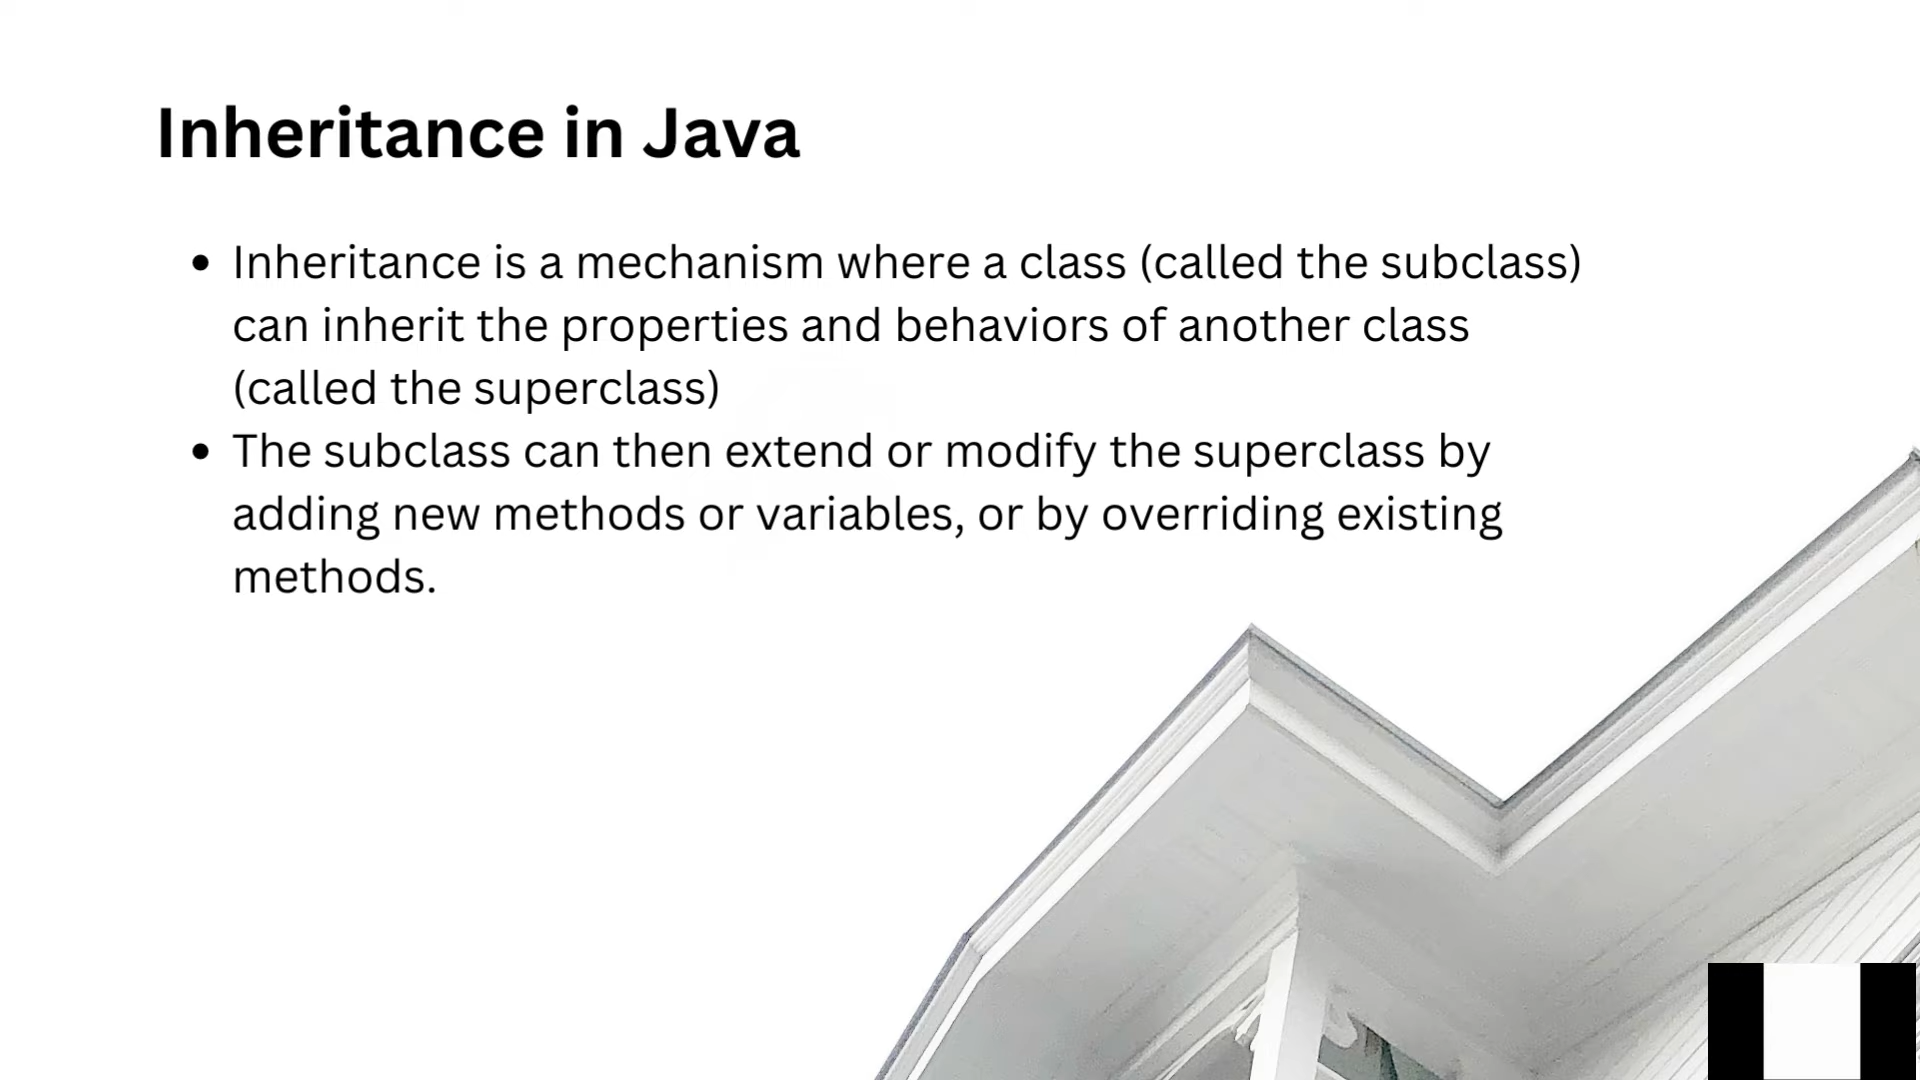 Inheritance in Java
• Inheritance is a mechanism where a class (called the subclass)
can inherit the properties and behaviors of another class
(called the superclass)
• The subclass can then extend or modify the superclass by
adding new methods or variables, or by overriding existing
methods.